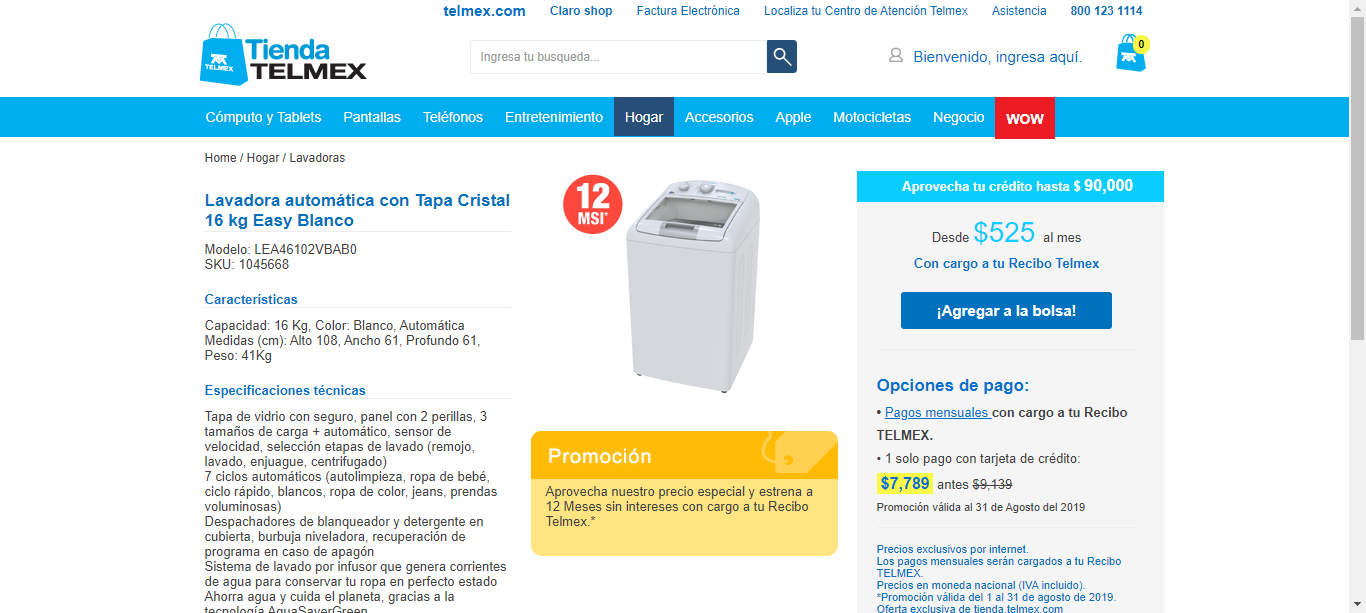 telmex.com Claro shop Factura Electrónica Localiza tu Centro de Atención Telmex Asistencia 800 123 1114
Tienda
TELMEX
TELMEX
Ingresa tu busqueda...
Bienvenido, ingresa aquí.
0
Cómputo y Tablets Pantallas Teléfonos Entretenimiento Hogar Accesorios Apple Motocicletas Negocio WOW
Home / Hogar / Lavadoras
Lavadora automática con Tapa Cristal
16 kg Easy Blanco
Modelo: LEA46102VBAB0
SKU: 1045668
Características
Capacidad: 16 Kg, Color: Blanco, Automática
Medidas (cm): Alto 108, Ancho 61, Profundo 61,
Peso: 41Kg
Especificaciones técnicas
Tapa de vidrio con seguro, panel con 2 perillas, 3
tamaños de carga + automático, sensor de
velocidad, selección etapas de lavado (remojo,
lavado, enjuague, centrifugado)
7 ciclos automáticos (autolimpieza, ropa de bebé,
ciclo rápido, blancos, ropa de color, jeans, prendas
voluminosas)
Despachadores de blanqueador y detergente en
cubierta, burbuja niveladora, recuperación de
programa en caso de apagón
Sistema de lavado por infusor que genera corrientes
de agua para conservar tu ropa en perfecto estado
Ahorra agua y cuida el planeta, gracias a la
tecnología AquaSaverGreen
12
MSI*
Promoción
Aprovecha nuestro precio especial y estrena a
12 Meses sin intereses con cargo a tu Recibo
Telmex.*
Aprovecha tu crédito hasta $ 90,000
Desde $525 al mes
Con cargo a tu Recibo Telmex
¡Agregar a la bolsa!
Opciones de pago:
• Pagos mensuales con cargo a tu Recibo
TELMEX.
• 1 solo pago con tarjeta de crédito:
$7,789 antes $9,139
Promoción válida al 31 de Agosto del 2019
Precios exclusivos por internet.
Los pagos mensuales serán cargados a tu Recibo
TELMEX.
Precios en moneda nacional (IVA incluido).
*Promoción válida del 1 al 31 de agosto de 2019.
Oferta exclusiva de tienda.telmex.com